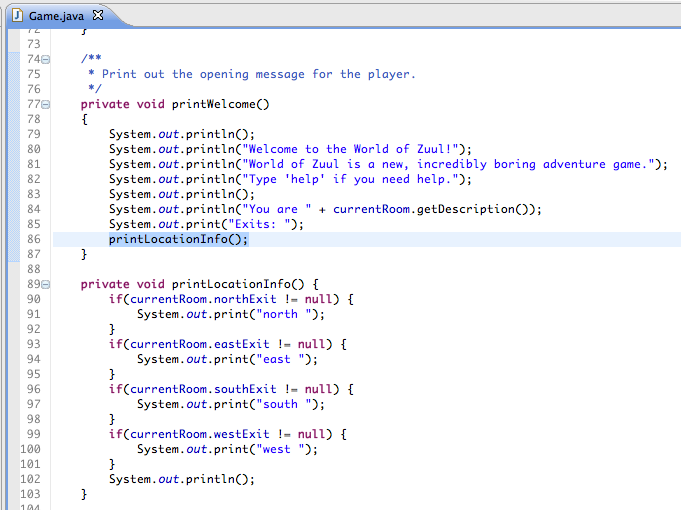 Game.java
72 }
73
74 /**
75 * Print out the opening message for the player.
76 */
77 private void printWelcome()
78 {
79 System.out.println();
80 System.out.println("Welcome to the World of Zuul!");
81 System.out.println("World of Zuul is a new, incredibly boring adventure game.");
82 System.out.println("Type 'help' if you need help.");
83 System.out.println();
84 System.out.println("You are " + currentRoom.getDescription());
85 System.out.print("Exits: ");
86 printLocationInfo();
87 }
88
89 private void printLocationInfo() {
90 if(currentRoom.northExit != null) {
91 System.out.print("north ");
92 }
93 if(currentRoom.eastExit != null) {
94 System.out.print("east ");
95 }
96 if(currentRoom.southExit != null) {
97 System.out.print("south ");
98 }
99 if(currentRoom.westExit != null) {
100 System.out.print("west ");
101 }
102 System.out.println();
103 }
104